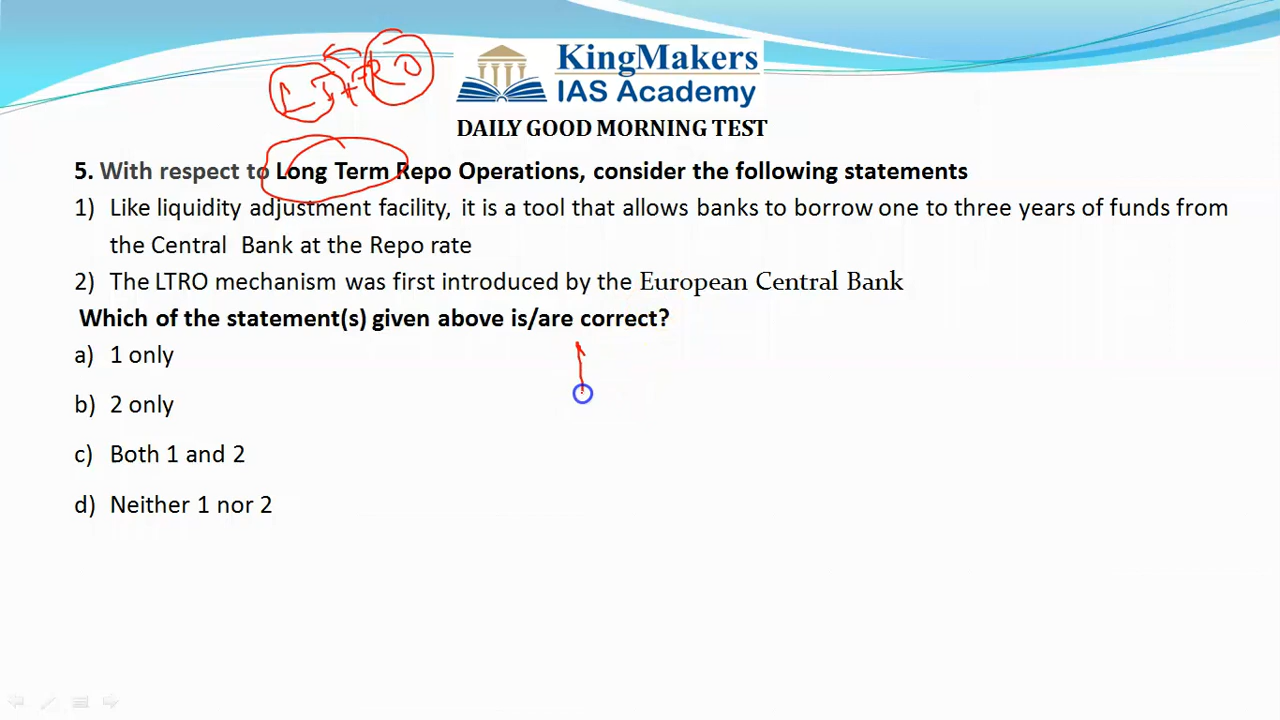 LTRO
KingMakers
IAS Academy
DAILY GOOD MORNING TEST
5. With respect to Long Term Repo Operations, consider the following statements
1) Like liquidity adjustment facility, it is a tool that allows banks to borrow one to three years of funds from
the Central Bank at the Repo rate
2) The LTRO mechanism was first introduced by the European Central Bank
Which of the statement(s) given above is/are correct?
a) 1 only
b) 2 only
c) Both 1 and 2
d) Neither 1 nor 2